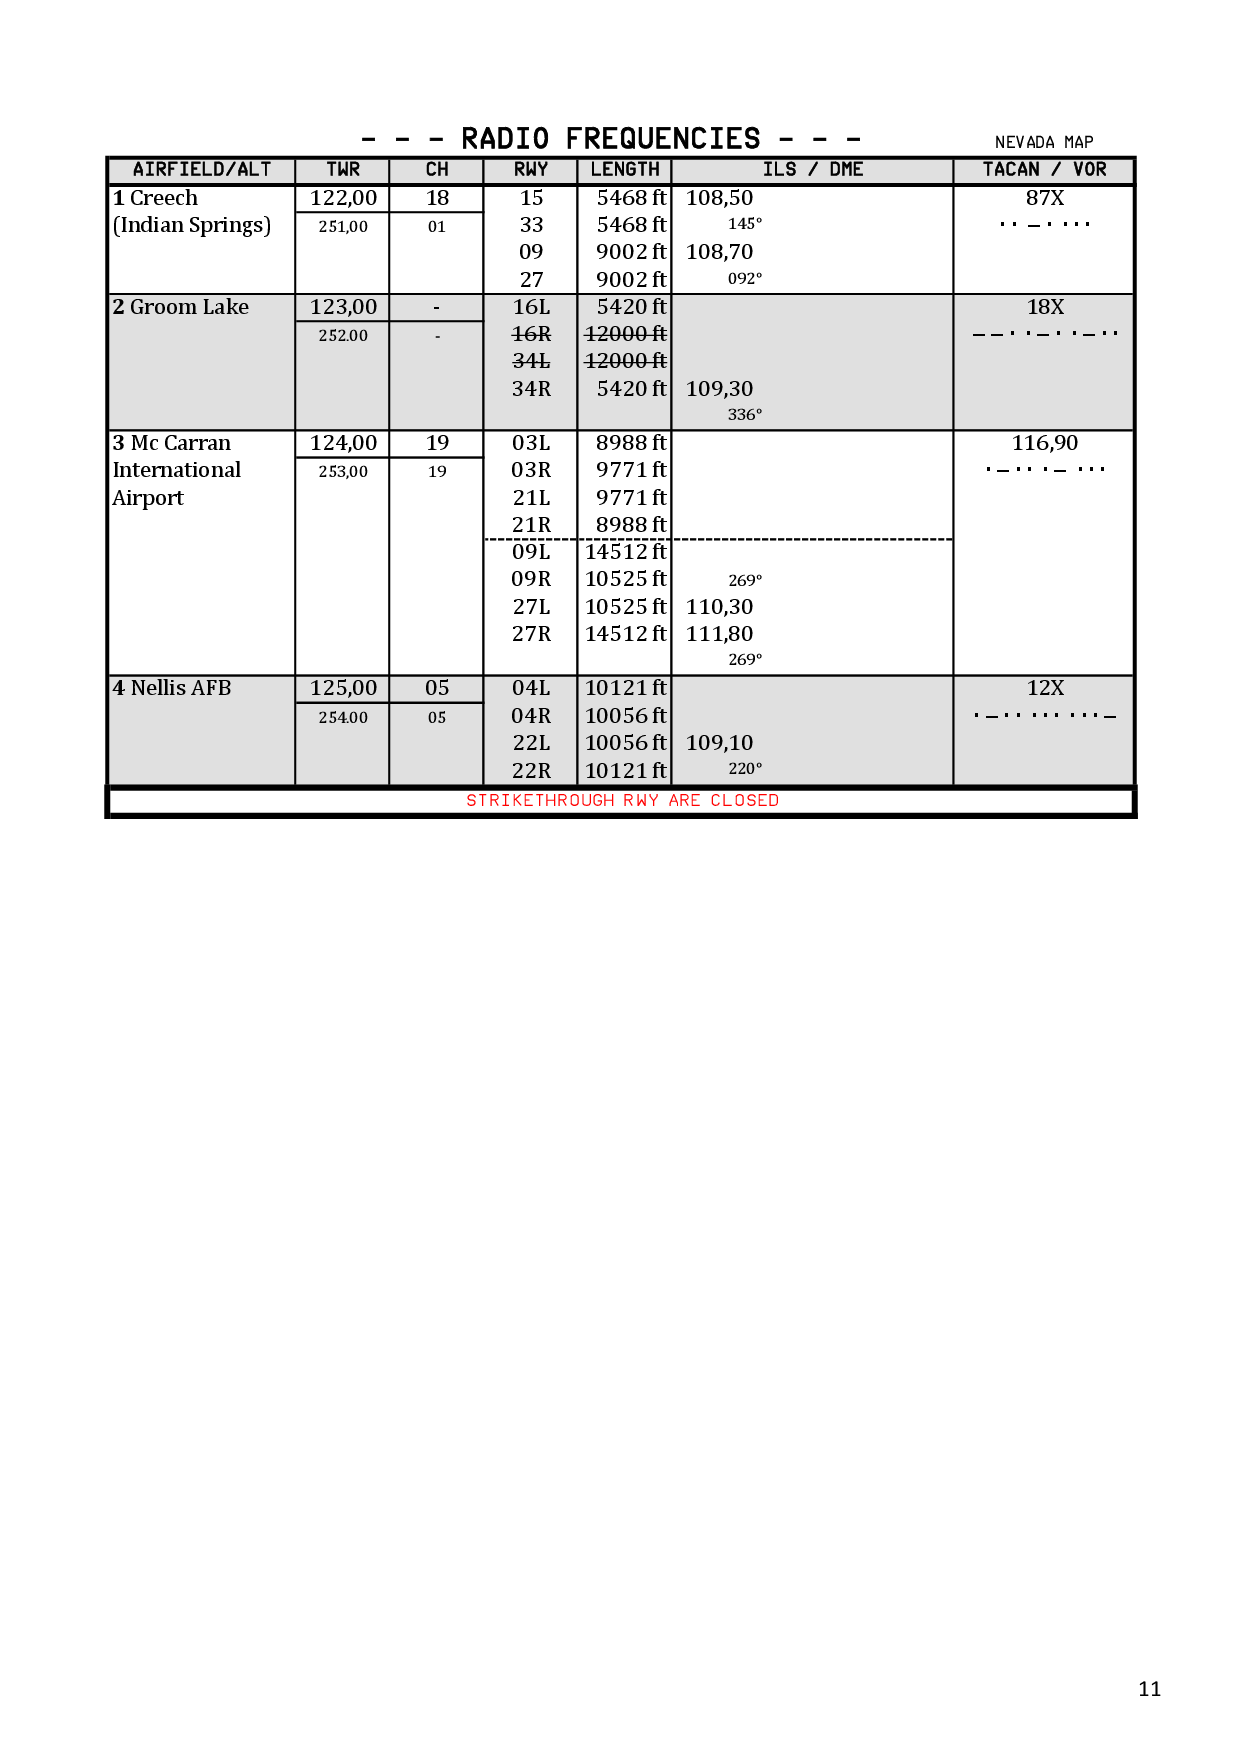 - - - RADIO FREQUENCIES - - - NEVADA MAP
AIRFIELD/ALT TWR CH RWY LENGTH ILS / DME TACAN / VOR
1 Creech 122,00 18 15 5468 ft 108,50 87X
(Indian Springs) 251,00 01 33 5468 ft 145° ··–· ···
09 9002 ft 108,70
27 9002 ft 092°
2 Groom Lake 123,00 - 16L 5420 ft 18X
252.00 - 16R 12000 ft ––· ·–· ·–··
34L 12000 ft
34R 5420 ft 109,30
336°
3 Mc Carran 124,00 19 03L 8988 ft 116,90
International 253,00 19 03R 9771 ft ·–·· ·– ···
Airport 21L 9771 ft
21R 8988 ft
09L 14512 ft
09R 10525 ft 269°
27L 10525 ft 110,30
27R 14512 ft 111,80
269°
4 Nellis AFB 125,00 05 04L 10121 ft 12X
254.00 05 04R 10056 ft ·–·· ··· ···–
22L 10056 ft 109,10
22R 10121 ft 220°
STRIKETHROUGH RWY ARE CLOSED
11